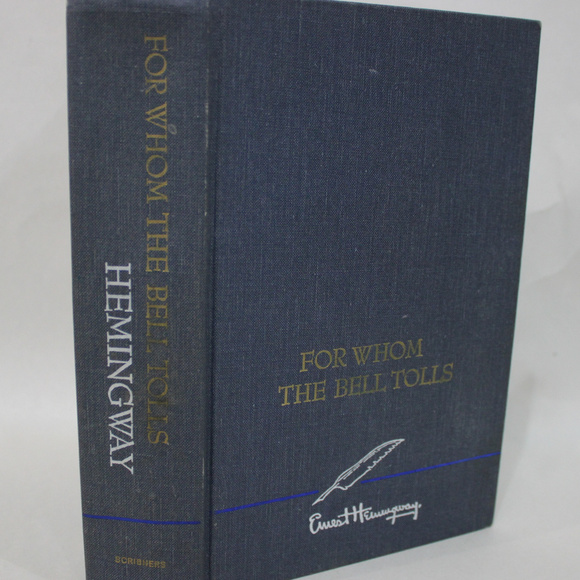 FOR WHOM THE BELL TOLLS
HEMINGWAY
SCRIBNERS
FOR WHOM
THE BELL TOLLS
Ernest Hemingway